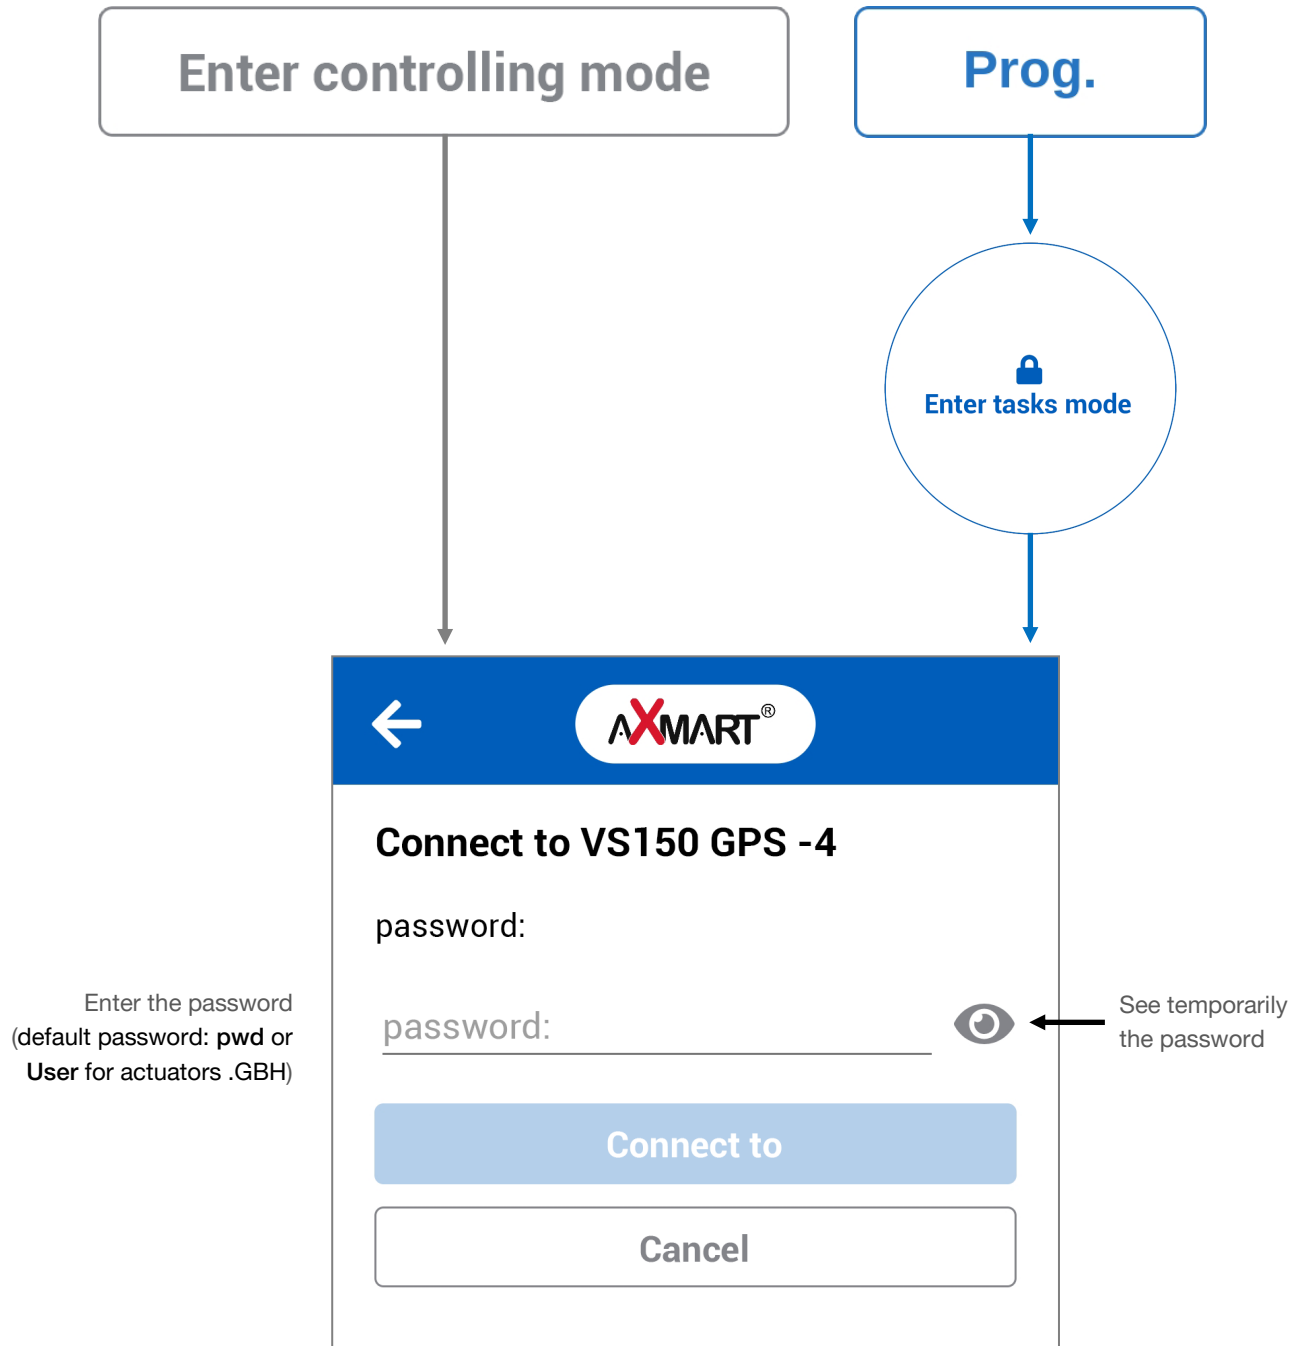 Enter controlling mode
Prog.
Enter tasks mode
AXMART®
Connect to VS150 GPS -4
password:
Enter the password
(default password: pwd or
User for actuators .GBH)
password:
See temporarily
the password
Connect to
Cancel